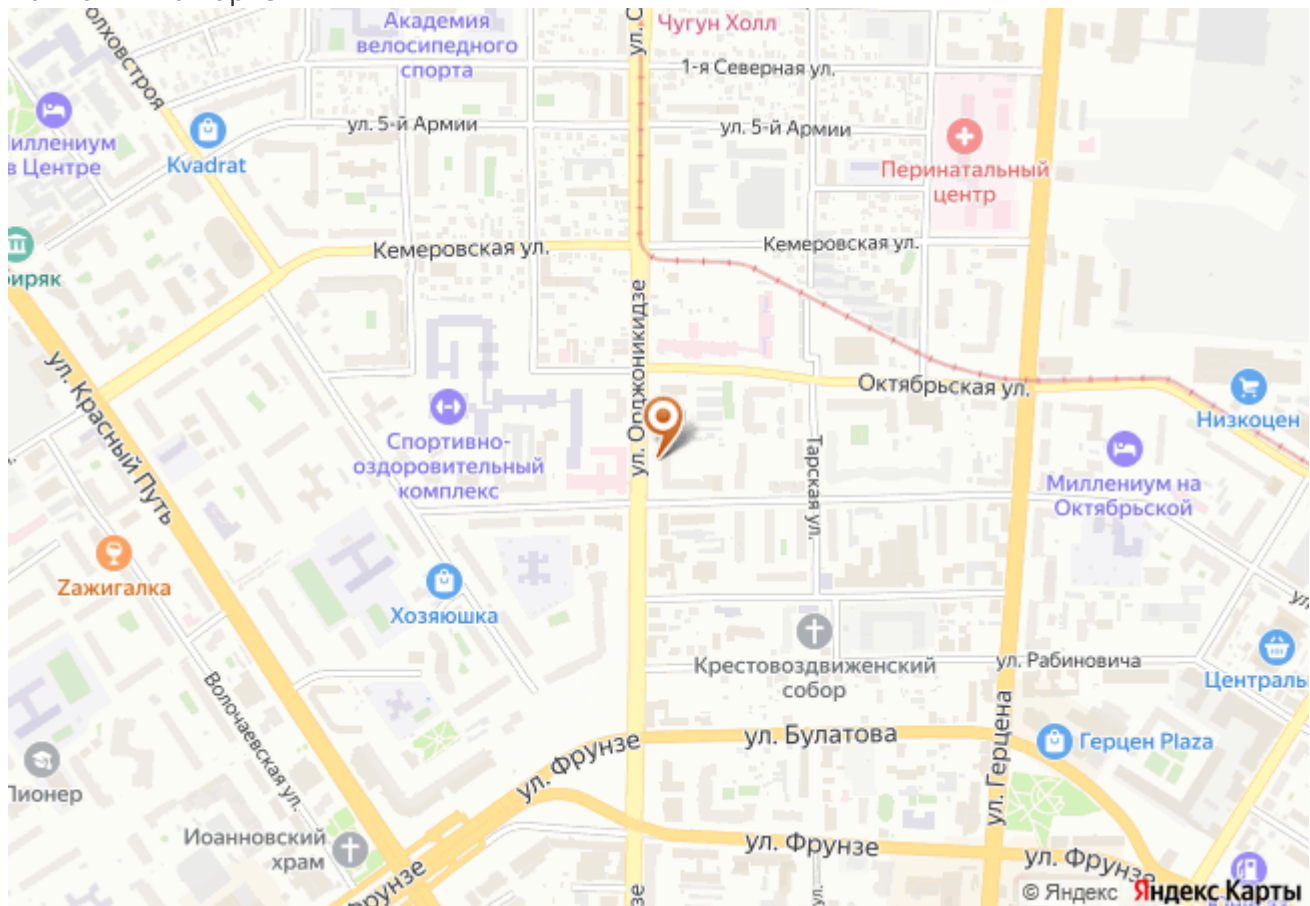 Академия
велосипедного
спорта
Чугун Холл
1-я Северная ул.
ул. 5-й Армии
ул. 5-й Армии
Kvadrat
в Центре
Перинатальный
центр
Кемеровская ул.
Кемеровская ул.
ул. Орджоникидзе
ул. Красный Путь
Октябрьская ул.
Низкоцен
Спортивно-
оздоровительный
комплекс
Тарская ул.
Миллениум на
Октябрьской
Zажигалка
Хозяюшка
Крестовоздвиженский
собор
ул. Рабиновича
Волочаевская ул.
ул. Герцена
ул. Булатова
Герцен Plaza
ул. Фрунзе
Иоанновский
храм
ул. Фрунзе
ул. Фрунзе
© Яндекс Яндекс Карты